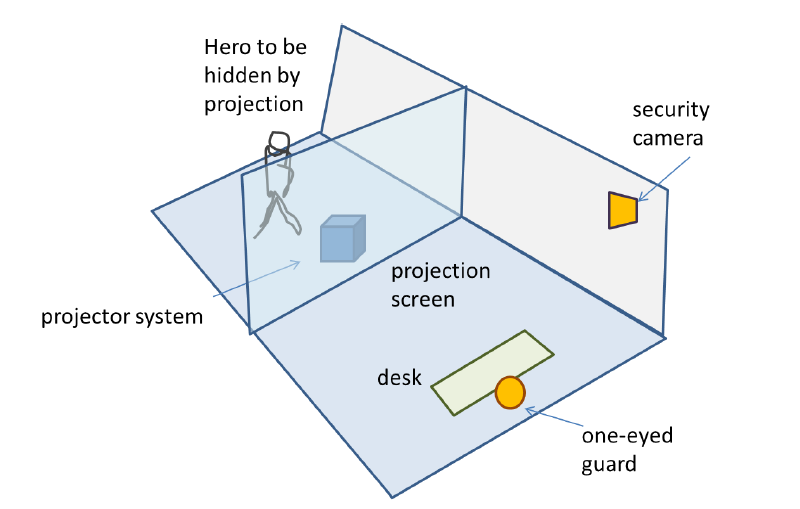 Hero to be
hidden by
projection
security
camera
projection
screen
projector system
desk
one-eyed
guard